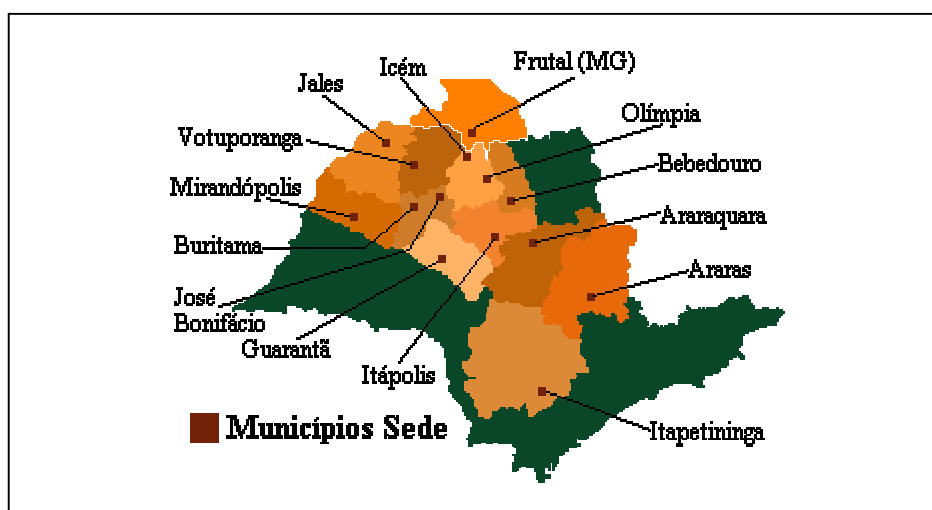 Icém
Frutal (MG)
Jales
Olímpia
Votuporanga
Bebedouro
Mirandópolis
Araraquara
Buritama
Araras
José
Bonifácio
Guarantã
Itápolis
Municípios Sede
Itapetininga